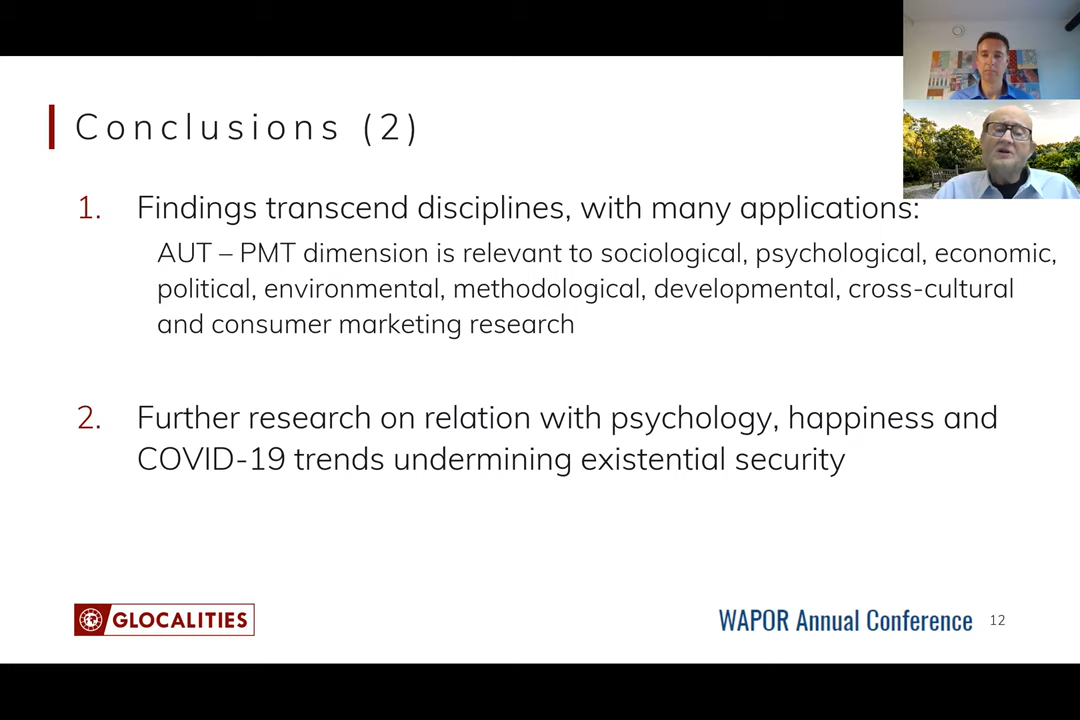 Conclusions (2)
1. Findings transcend disciplines, with many applications:
AUT – PMT dimension is relevant to sociological, psychological, economic,
political, environmental, methodological, developmental, cross-cultural
and consumer marketing research
2. Further research on relation with psychology, happiness and
COVID-19 trends undermining existential security
GLOCALITIES
WAPOR Annual Conference 12